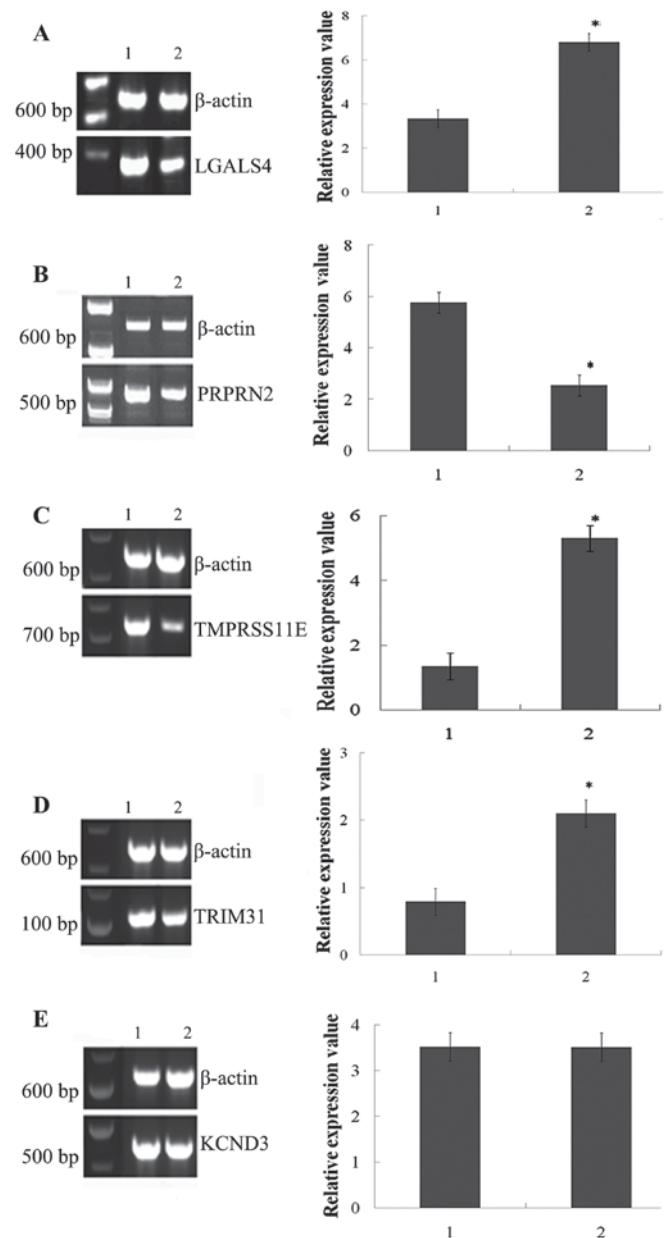 A
1 2
600 bp
β-actin
400 bp
LGALS4
Relative expression value
8
6
4
2
0
*
1 2
B
1 2
600 bp
β-actin
500 bp
PRPRN2
Relative expression value
8
6
4
2
0
*
1 2
C
1 2
600 bp
β-actin
700 bp
TMPRSS11E
Relative expression value
6
4
2
0
*
1 2
D
1 2
600 bp
β-actin
100 bp
TRIM31
Relative expression value
3
2
1
0
*
1 2
E
1 2
600 bp
β-actin
500 bp
KCND3
Relative expression value
4
3
2
1
0
1 2